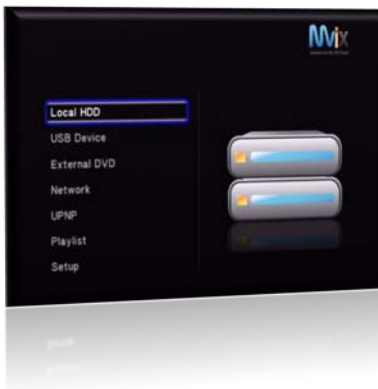 Mvix
Local HDD
USB Device
External DVD
Network
UPNP
Playlist
Setup